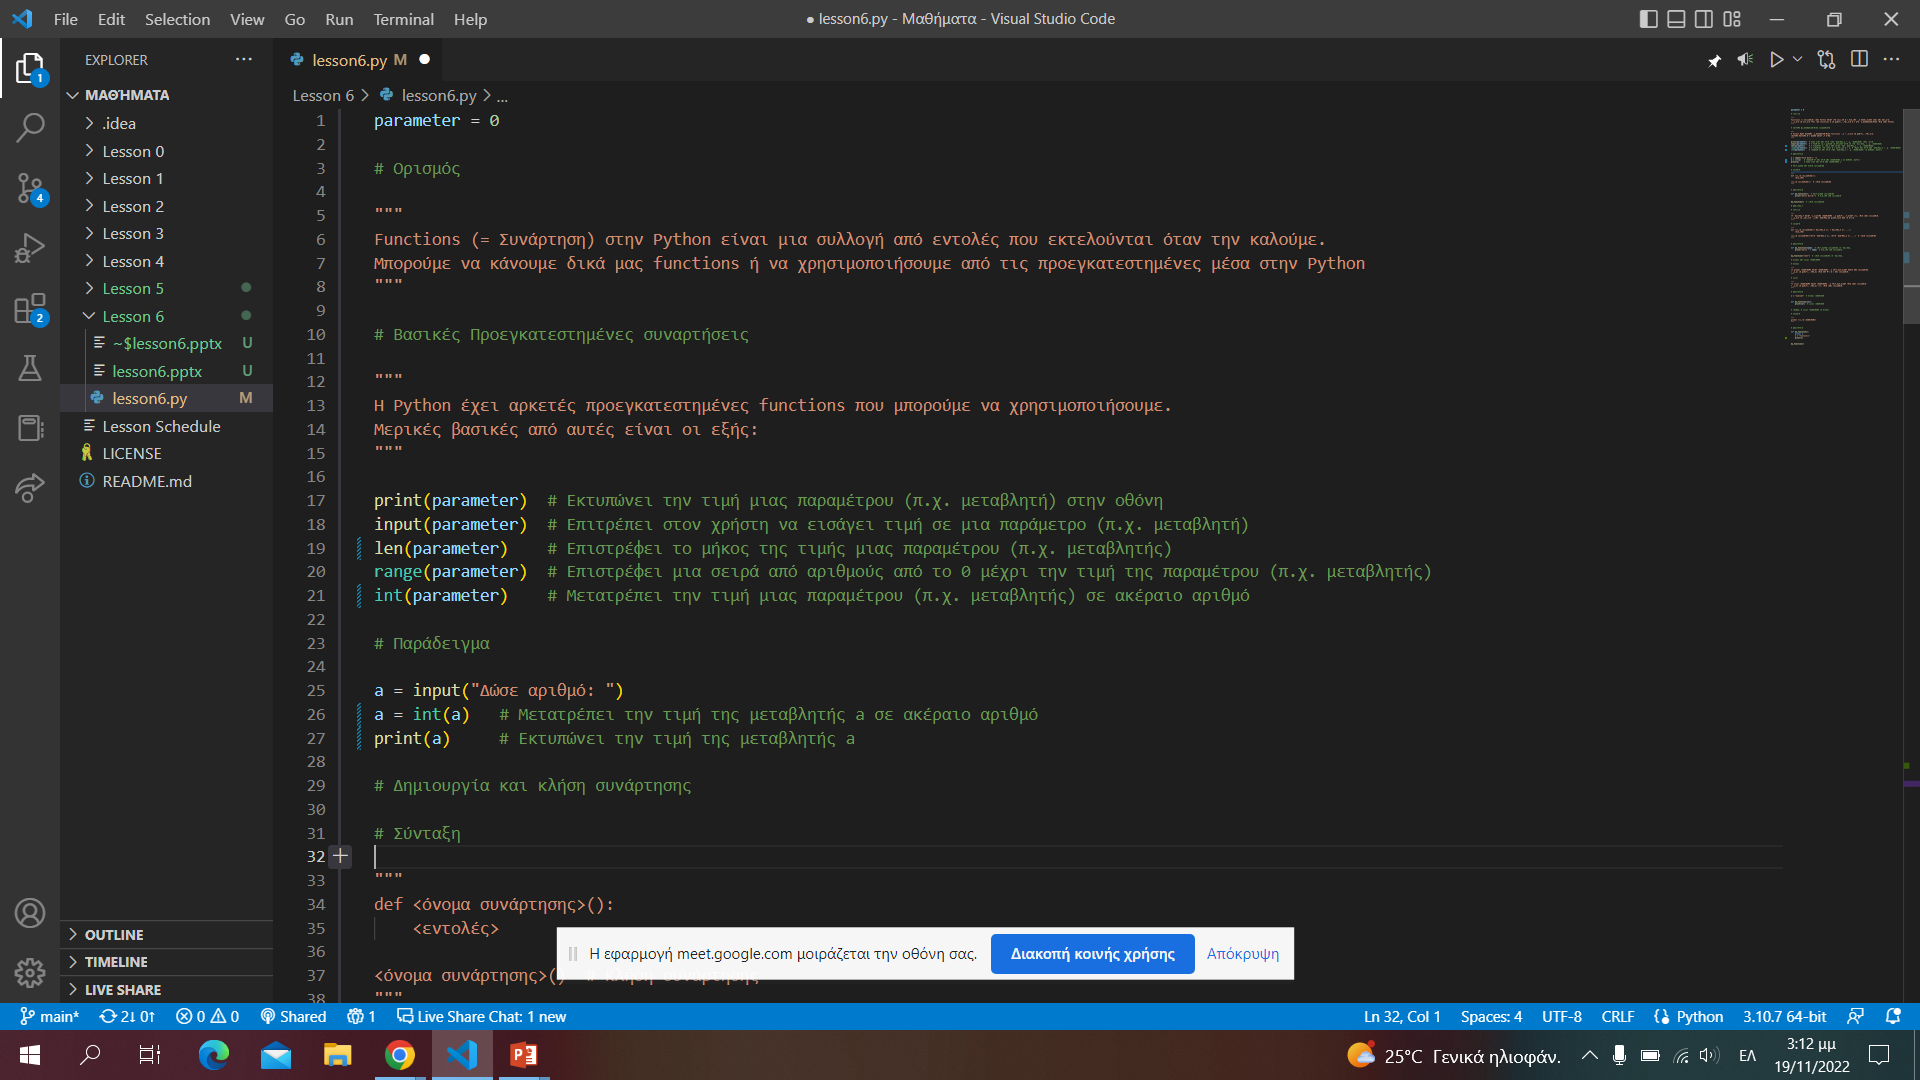 File Edit Selection View Go Run Terminal Help
● lesson6.py - Μαθήματα - Visual Studio Code
EXPLORER
ΜΑΘΉΜΑΤΑ
.idea
Lesson 0
Lesson 1
Lesson 2
Lesson 3
Lesson 4
Lesson 5
Lesson 6
~$lesson6.pptx U
lesson6.pptx U
lesson6.py M
Lesson Schedule
LICENSE
README.md
OUTLINE
TIMELINE
LIVE SHARE
1
4
2
lesson6.py M
Lesson 6 > lesson6.py > ...
1 parameter = 0
2
3 # Ορισμός
4
5 """
6 Functions (= Συνάρτηση) στην Python είναι μια συλλογή από εντολές που εκτελούνται όταν την καλούμε.
7 Μπορούμε να κάνουμε δικά μας functions ή να χρησιμοποιήσουμε από τις προεγκατεστημένες μέσα στην Python
8 """
9
10 # Βασικές Προεγκατεστημένες συναρτήσεις
11
12 """
13 Η Python έχει αρκετές προεγκατεστημένες functions που μπορούμε να χρησιμοποιήσουμε.
14 Μερικές βασικές από αυτές είναι οι εξής:
15 """
16
17 print(parameter)  # Εκτυπώνει την τιμή μιας παραμέτρου (π.χ. μεταβλητή) στην οθόνη
18 input(parameter)  # Επιτρέπει στον χρήστη να εισάγει τιμή σε μια παράμετρο (π.χ. μεταβλητή)
19 len(parameter)    # Επιστρέφει το μήκος της τιμής μιας παραμέτρου (π.χ. μεταβλητής)
20 range(parameter)  # Επιστρέφει μια σειρά από αριθμούς από το 0 μέχρι την τιμή της παραμέτρου (π.χ. μεταβλητής)
21 int(parameter)    # Μετατρέπει την τιμή μιας παραμέτρου (π.χ. μεταβλητής) σε ακέραιο αριθμό
22
23 # Παράδειγμα
24
25 a = input("Δώσε αριθμό: ")
26 a = int(a)   # Μετατρέπει την τιμή της μεταβλητής a σε ακέραιο αριθμό
27 print(a)     # Εκτυπώνει την τιμή της μεταβλητής a
28
29 # Δημιουργία και κλήση συνάρτησης
30
31 # Σύνταξη
32
33 """
34 def <όνομα συνάρτησης>():
35     <εντολές>
36
37 <όνομα συνάρτησης>()  # Κλήση συνάρτησης
38 """
Η εφαρμογή meet.google.com μοιράζεται την οθόνη σας. Διακοπή κοινής χρήσης Απόκρυψη
main* 2↓ 0↑ 0 0 Shared 1 Live Share Chat: 1 new
Ln 32, Col 1 Spaces: 4 UTF-8 CRLF Python 3.10.7 64-bit
25°C Γενικά ηλιοφάν. ΕΛ
3:12 μμ
19/11/2022